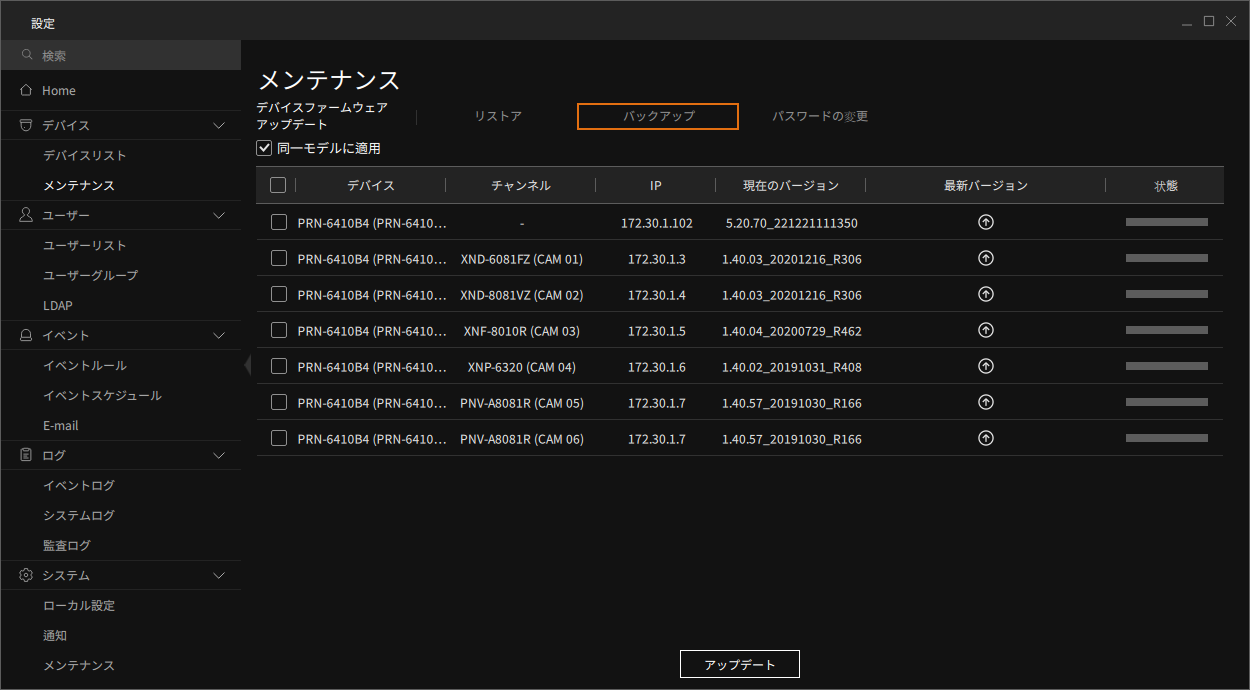 設定
検索
Home
デバイス
デバイスリスト
メンテナンス
ユーザー
ユーザーリスト
ユーザーグループ
LDAP
イベント
イベントルール
イベントスケジュール
E-mail
ログ
イベントログ
システムログ
監査ログ
システム
ローカル設定
通知
メンテナンス
メンテナンス
デバイスファームウェア
アップデート
リストア
バックアップ
パスワードの変更
同一モデルに適用
デバイス チャンネル IP 現在のバージョン 最新バージョン 状態
PRN-6410B4 (PRN-6410… - 172.30.1.102 5.20.70_221221111350
PRN-6410B4 (PRN-6410… XND-6081FZ (CAM 01) 172.30.1.3 1.40.03_20201216_R306
PRN-6410B4 (PRN-6410… XND-8081VZ (CAM 02) 172.30.1.4 1.40.03_20201216_R306
PRN-6410B4 (PRN-6410… XNF-8010R (CAM 03) 172.30.1.5 1.40.04_20200729_R462
PRN-6410B4 (PRN-6410… XNP-6320 (CAM 04) 172.30.1.6 1.40.02_20191031_R408
PRN-6410B4 (PRN-6410… PNV-A8081R (CAM 05) 172.30.1.7 1.40.57_20191030_R166
PRN-6410B4 (PRN-6410… PNV-A8081R (CAM 06) 172.30.1.7 1.40.57_20191030_R166
アップデート